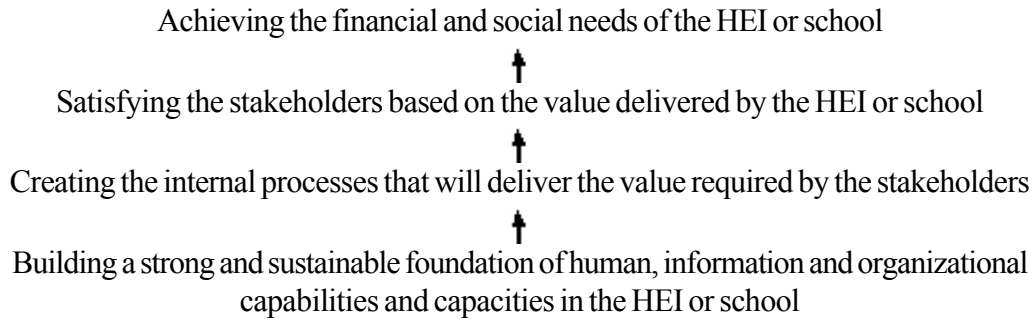 Achieving the financial and social needs of the HEI or school
Satisfying the stakeholders based on the value delivered by the HEI or school
Creating the internal processes that will deliver the value required by the stakeholders
Building a strong and sustainable foundation of human, information and organizational
capabilities and capacities in the HEI or school